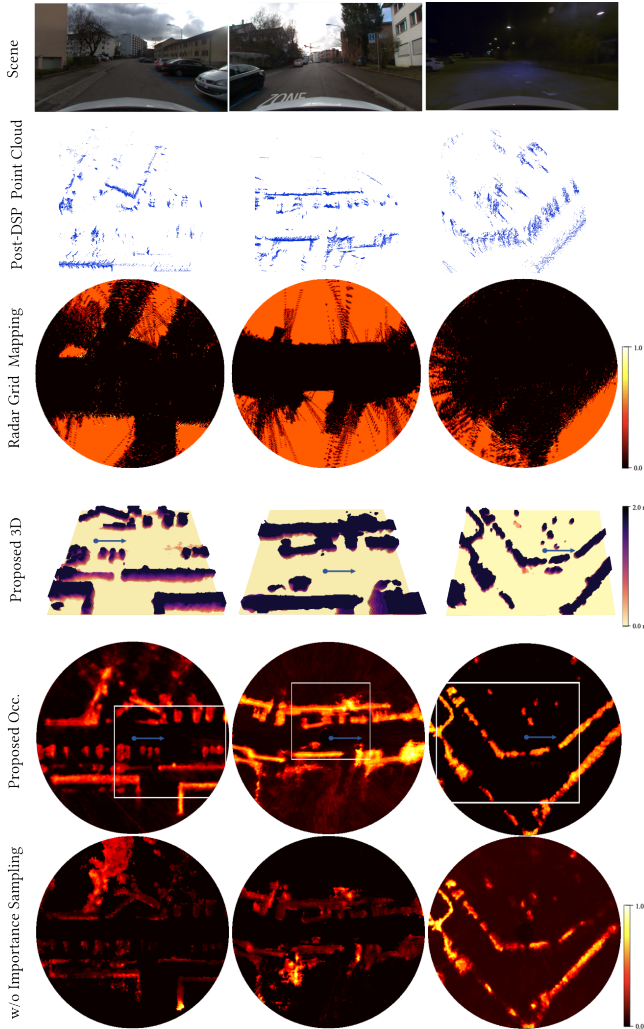 Scene
ZONE
Post-DSP Point Cloud
Radar Grid Mapping
1.0
0.0
Proposed 3D
2.0
0.0
Proposed Occ.
w/o Importance Sampling
1.0
0.0